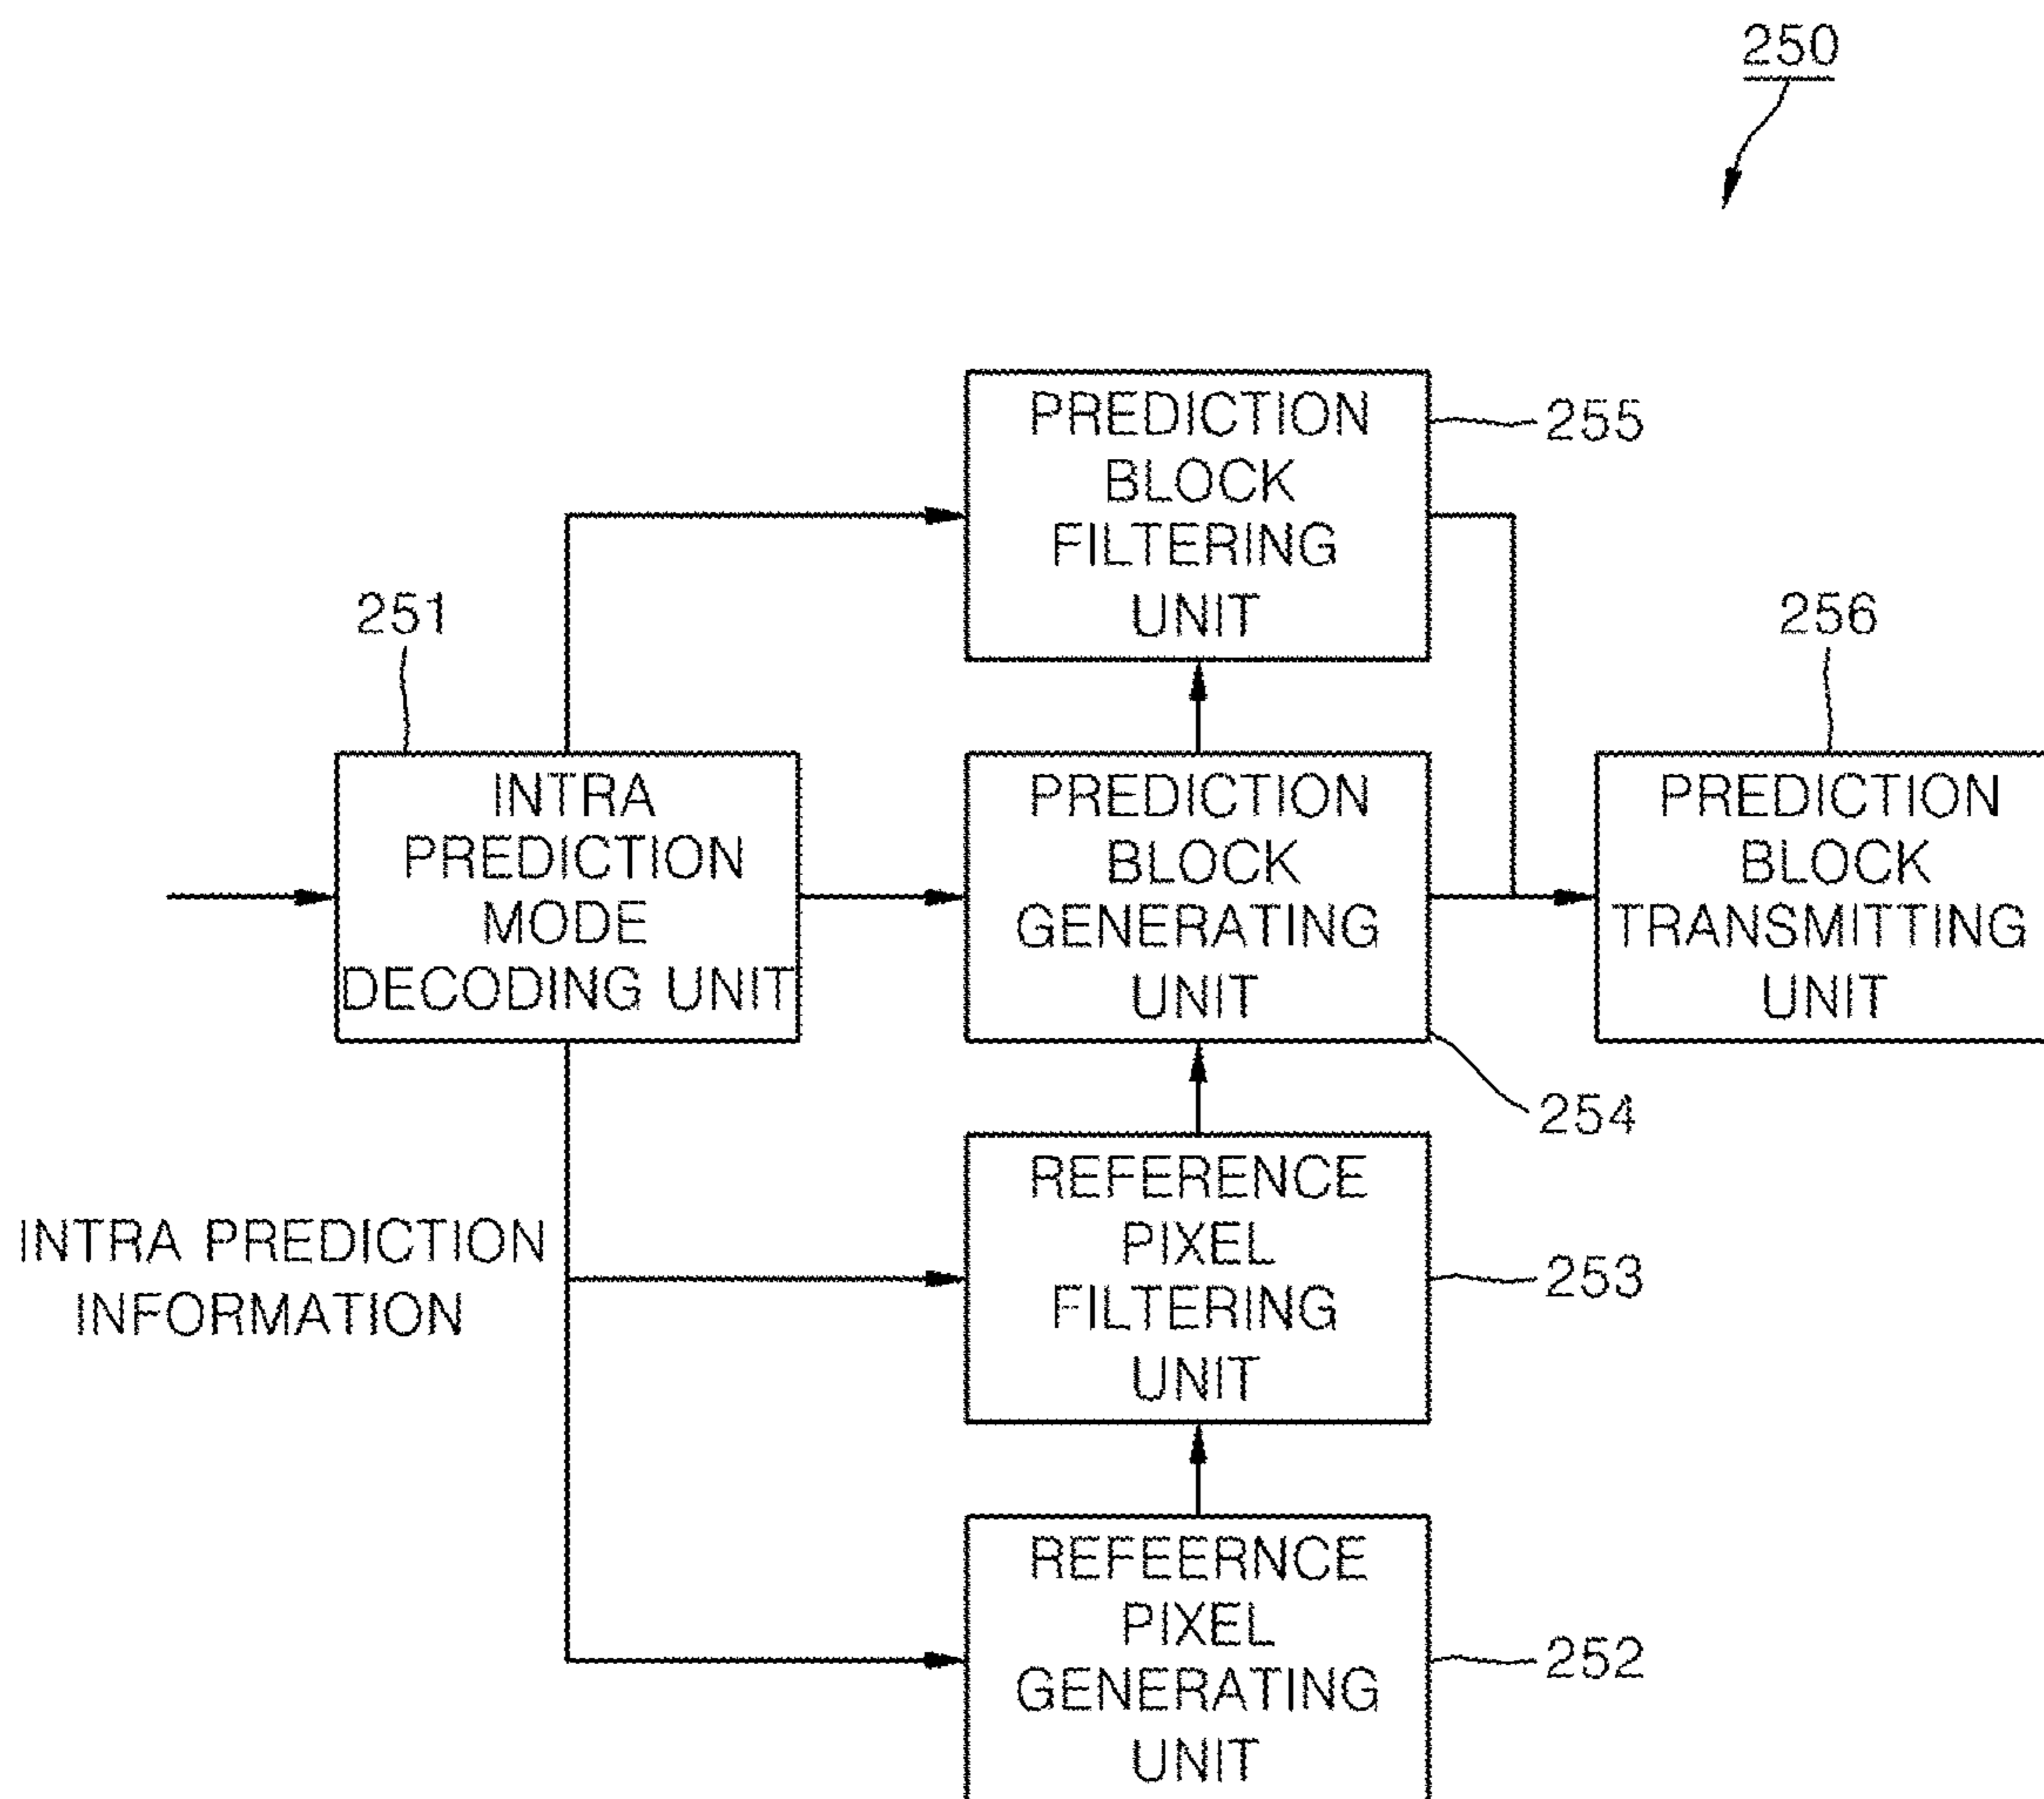 250
PREDICTION
BLOCK
FILTERING
UNIT
255
251
256
INTRA
PREDICTION
MODE
DECODING UNIT
PREDICTION
BLOCK
GENERATING
UNIT
PREDICTION
BLOCK
TRANSMITTING
UNIT
254
INTRA PREDICTION
INFORMATION
REFERENCE
PIXEL
FILTERING
UNIT
253
REFEERNCE
PIXEL
GENERATING
UNIT
252